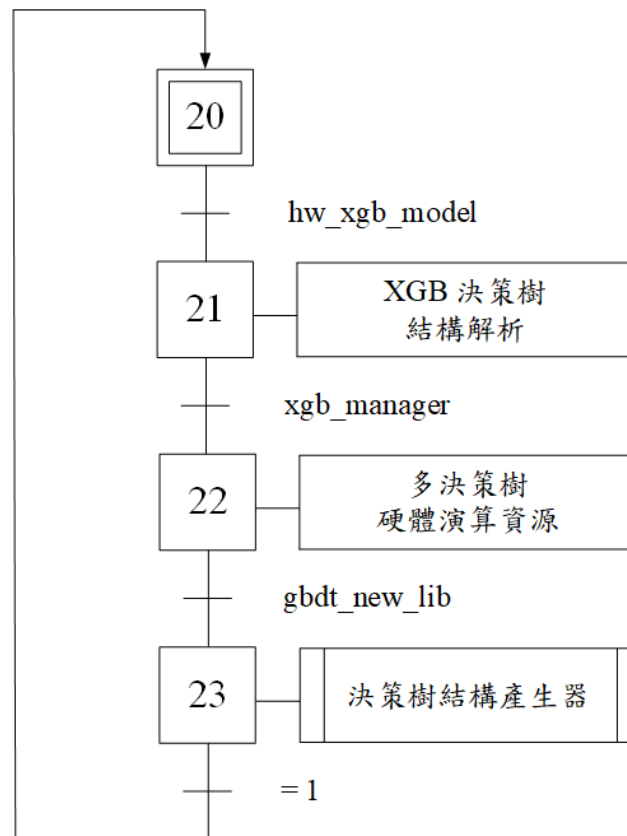 20
hw_xgb_model
21
XGB 決策樹
結構解析
xgb_manager
22
多決策樹
硬體演算資源
gbdt_new_lib
23
決策樹結構產生器
= 1